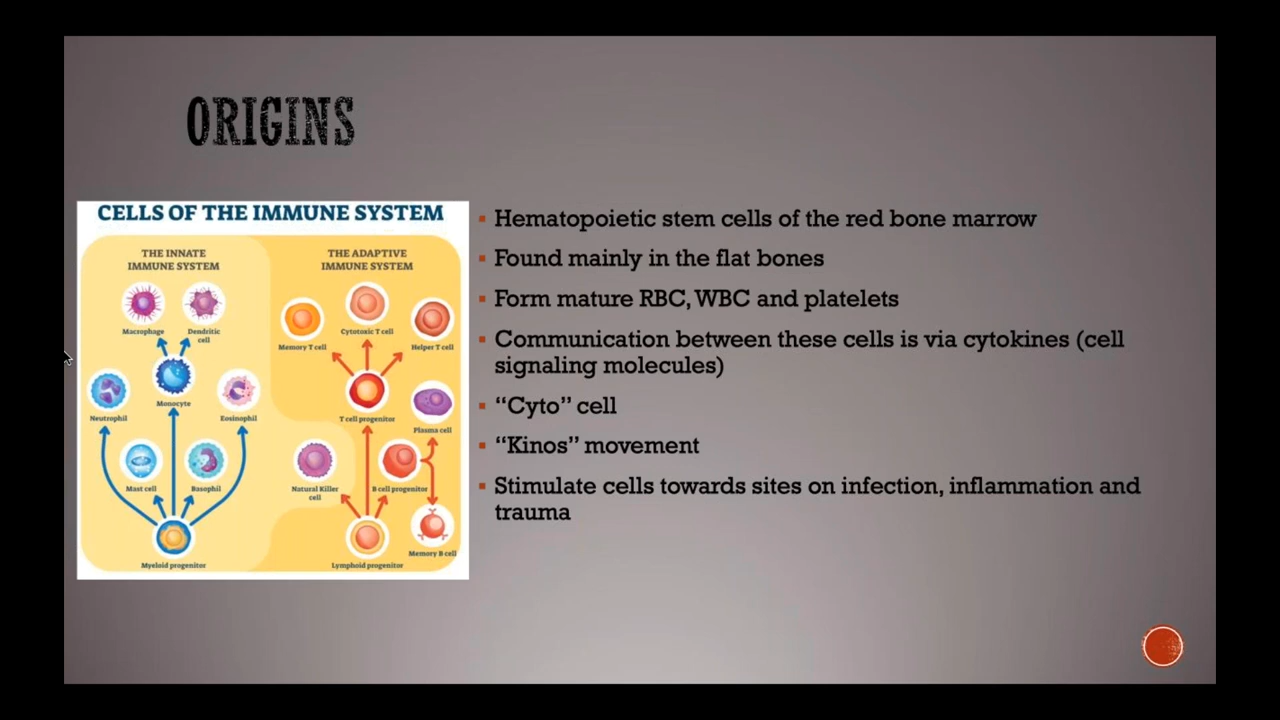 ORIGINS
CELLS OF THE IMMUNE SYSTEM
THE INNATE
IMMUNE SYSTEM
THE ADAPTIVE
IMMUNE SYSTEM
Macrophage
Dendritic
cell
Memory T cell
Cytotoxic T cell
Helper T cell
Neutrophil
Monocyte
Eosinophil
T cell progenitor
Plasma cell
Mast cell
Basophil
Natural Killer
cell
B cell progenitor
Memory B cell
Myeloid progenitor
Lymphoid progenitor
Hematopoietic stem cells of the red bone marrow
Found mainly in the flat bones
Form mature RBC, WBC and platelets
Communication between these cells is via cytokines (cell
signaling molecules)
“Cyto” cell
“Kinos” movement
Stimulate cells towards sites on infection, inflammation and
trauma